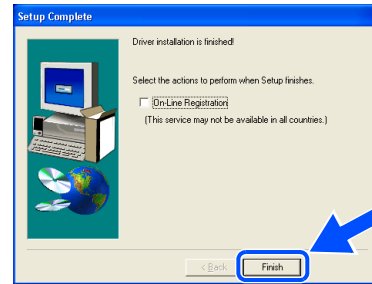 Setup Complete
Driver installation is finished!
Select the actions to perform when Setup finishes.
On-Line Registration
(This service may not be available in all countries.)
< Back
Finish